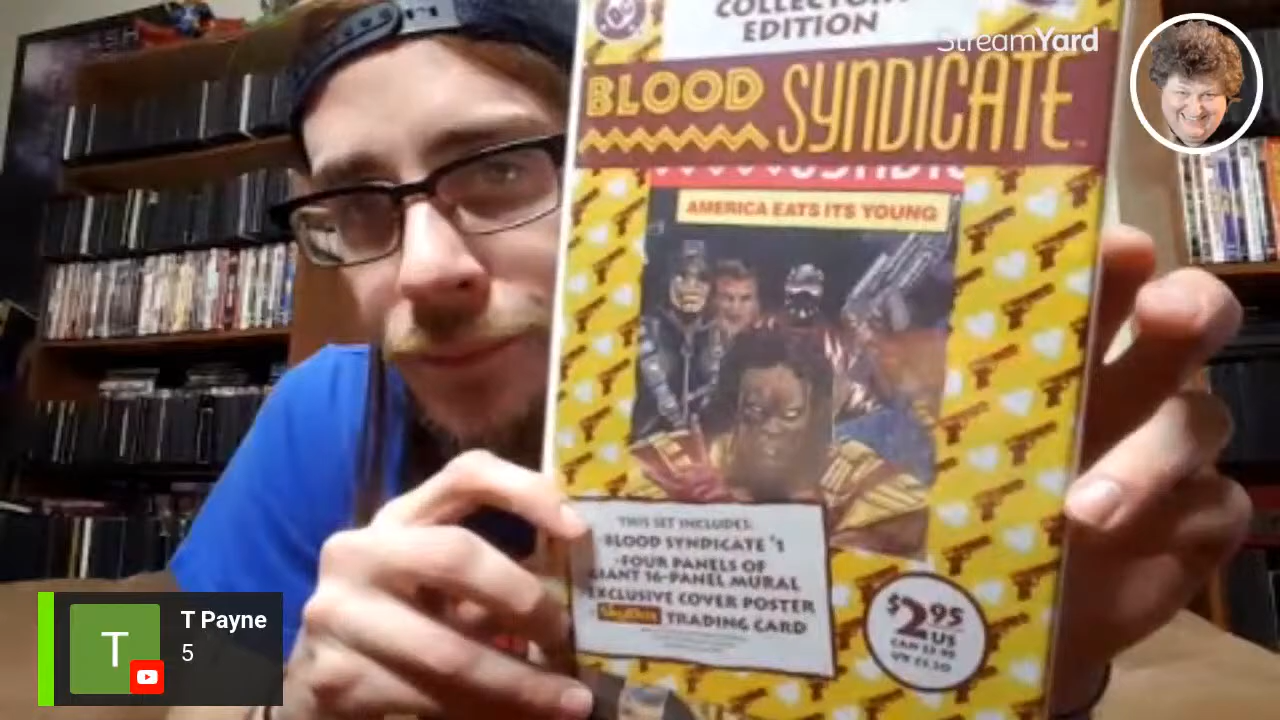 COLLECTOR'S
EDITION
StreamYard
BLOOD SYNDICATE
AMERICA EATS ITS YOUNG
THIS SET INCLUDES:
BLOOD SYNDICATE #1
FOUR PANELS OF
GIANT 16-PANEL MURAL
EXCLUSIVE COVER POSTER
SkyBox TRADING CARD
$2.95
US
T
T Payne
5